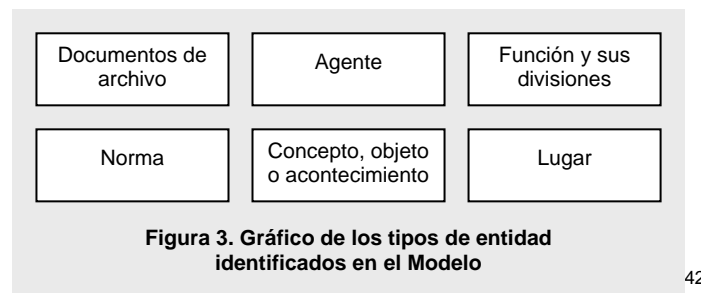 Documentos de
archivo
Agente
Función y sus
divisiones
Norma
Concepto, objeto
o acontecimiento
Lugar
Figura 3. Gráfico de los tipos de entidad
identificados en el Modelo
42